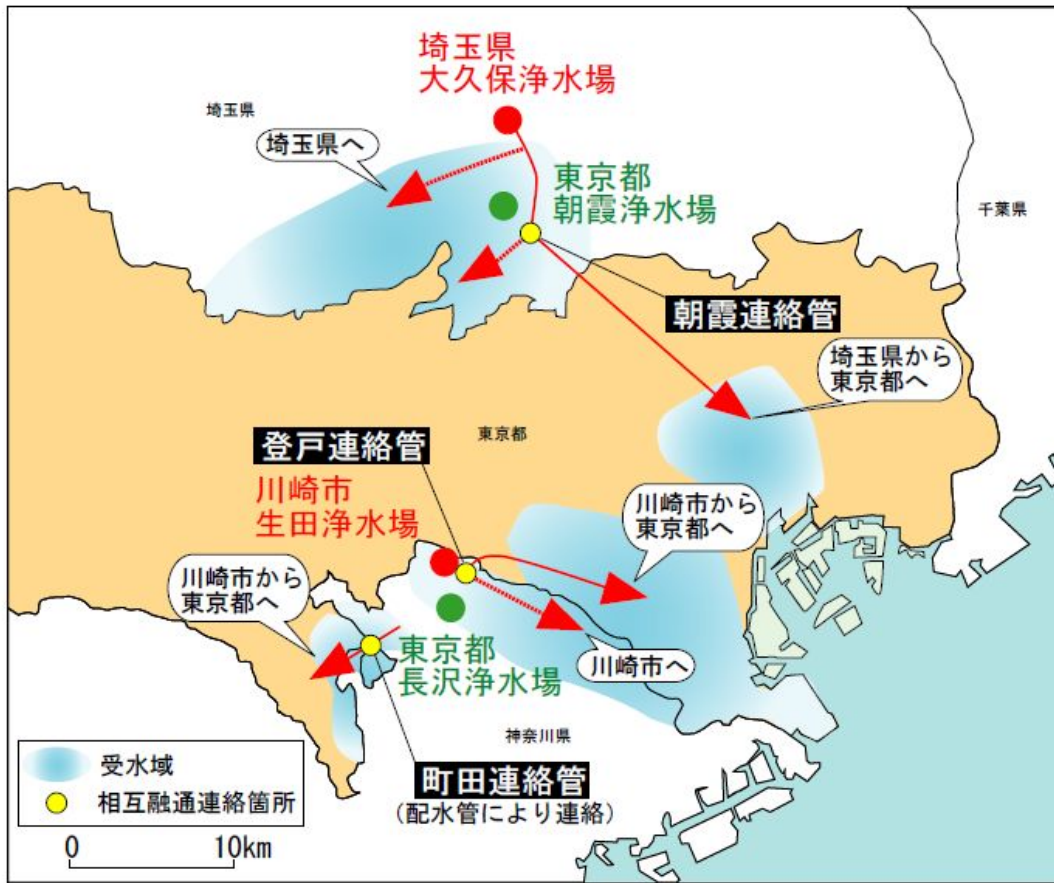 埼玉県
大久保浄水場
埼玉県
埼玉県へ
東京都
朝霞浄水場
千葉県
朝霞連絡管
埼玉県から
東京都へ
東京都
登戸連絡管
川崎市
生田浄水場
川崎市から
東京都へ
川崎市から
東京都へ
川崎市へ
東京都
長沢浄水場
神奈川県
町田連絡管
(配水管により連絡)
受水域
相互融通連絡箇所
0 10km